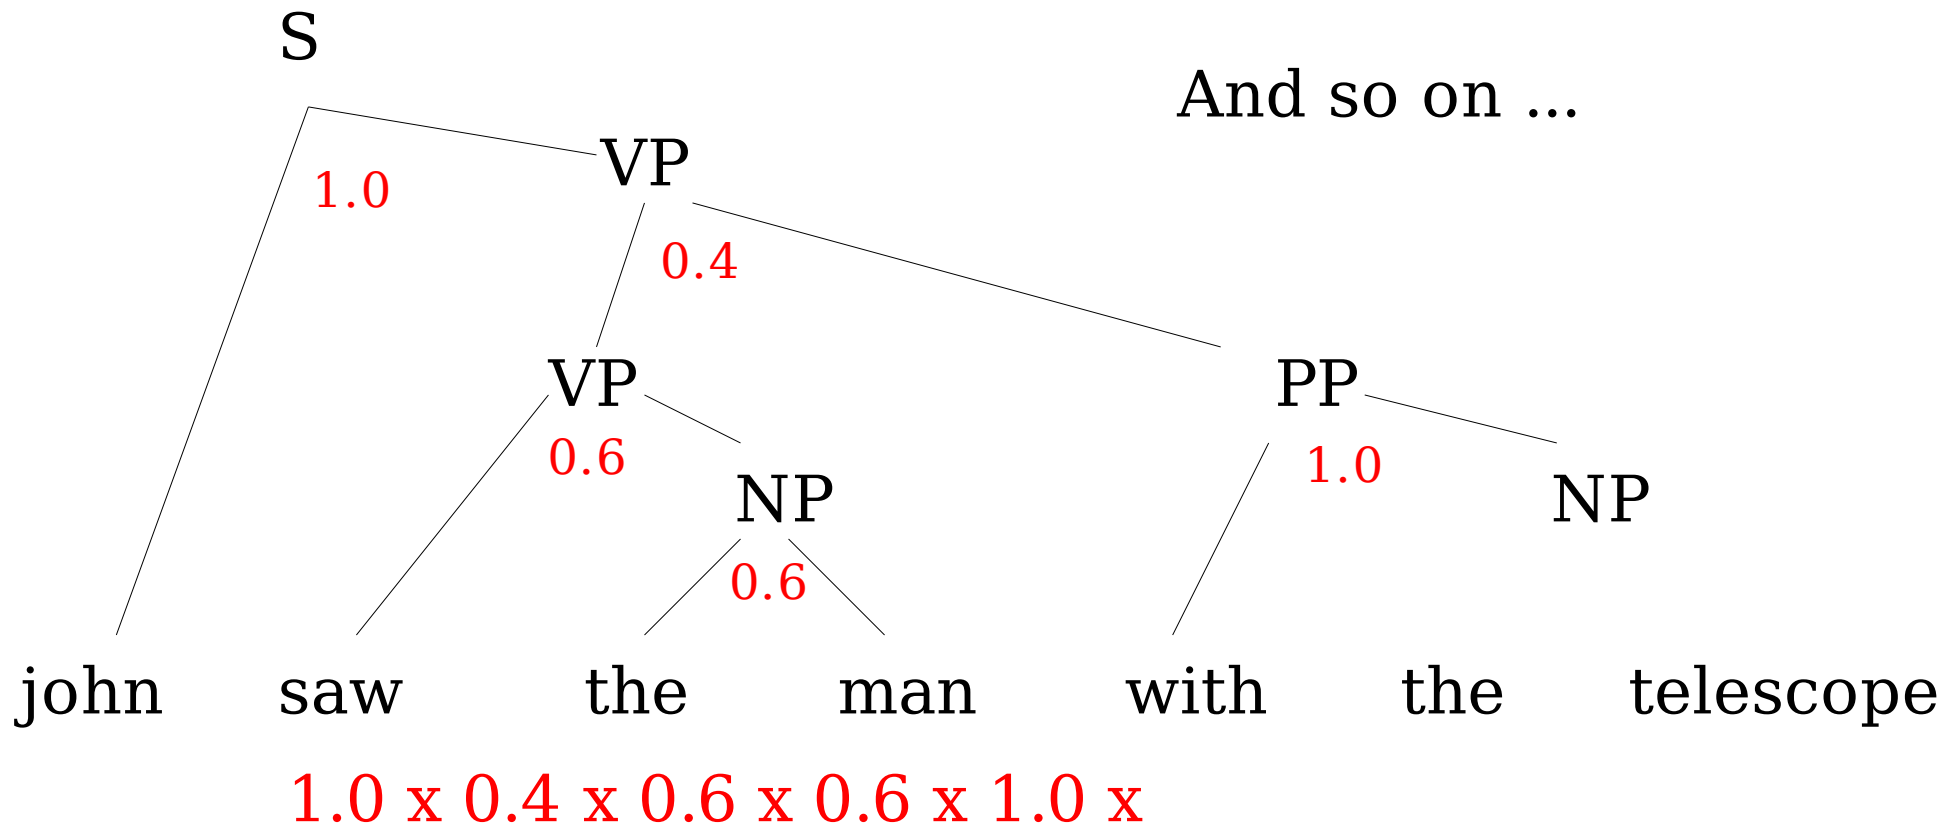 S
And so on ...
VP
1.0
0.4
VP
PP
0.6
1.0
NP
NP
0.6
john saw the man with the telescope
1.0 x 0.4 x 0.6 x 0.6 x 1.0 x